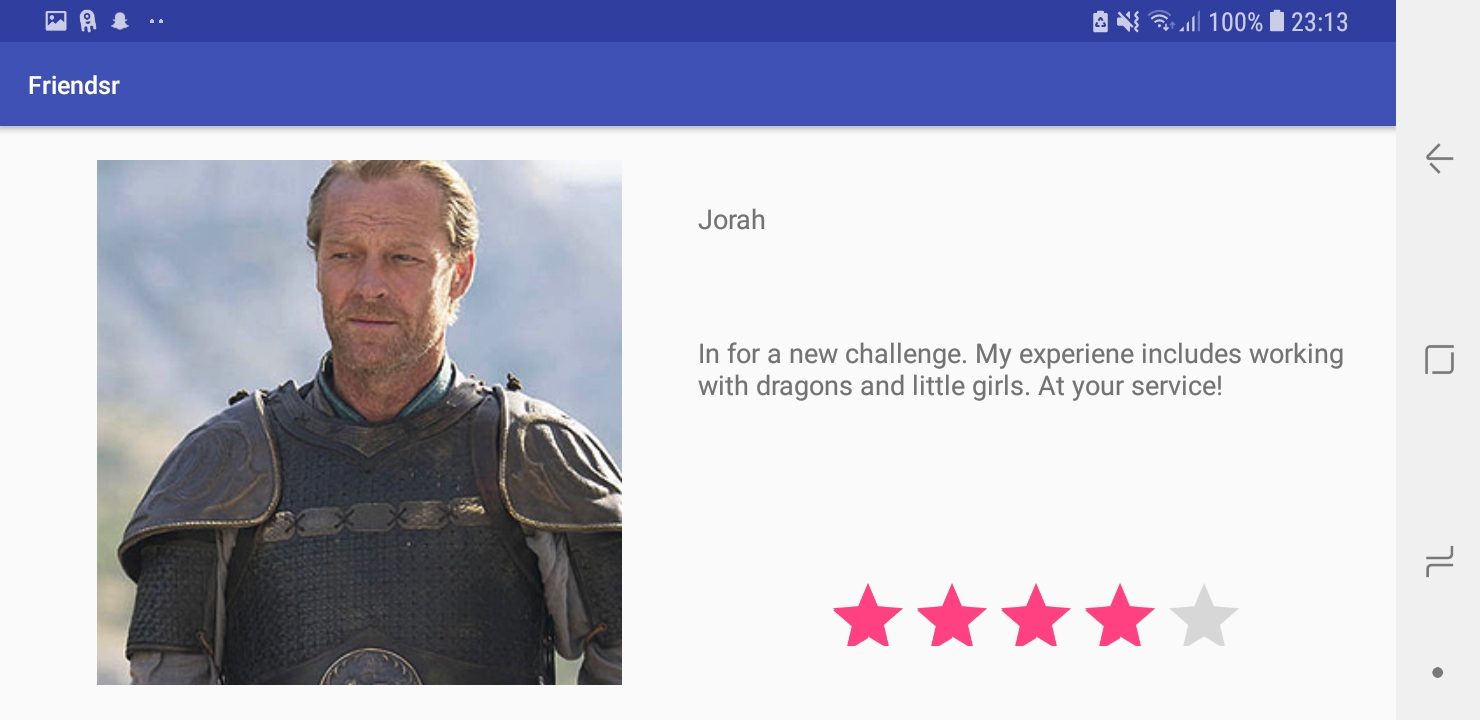 100% 23:13
Friendsr
Jorah
In for a new challenge. My experiene includes working
with dragons and little girls. At your service!